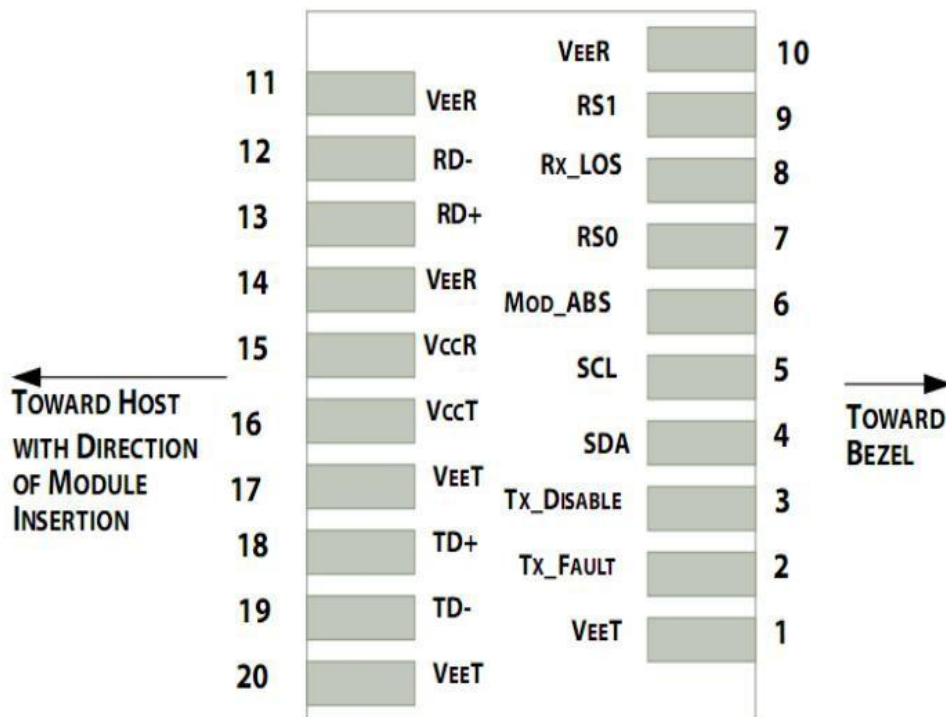 VEER 10
11 VEER
RS1 9
12 RD-
RX_LOS 8
13 RD+
RS0 7
14 VEER
MOD_ABS 6
15 VCCR
SCL 5
TOWARD HOST
WITH DIRECTION
OF MODULE
INSERTION
TOWARD
BEZEL
16 VCCT
SDA 4
17 VEET
TX_DISABLE 3
18 TD+
TX_FAULT 2
19 TD-
VEET 1
20 VEET